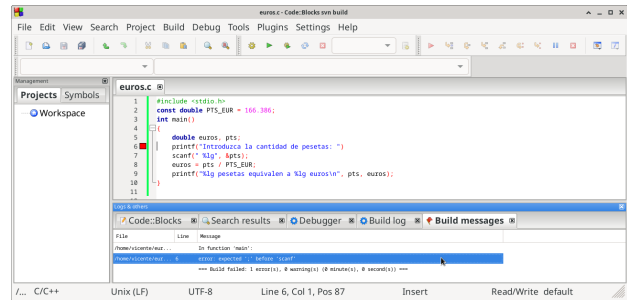 euros.c - Code::Blocks svn build
File Edit View Search Project Build Debug Tools Plugins Settings Help
Management
Projects Symbols
Workspace
euros.c
1 #include <stdio.h>
2 const double PTS_EUR = 166.386;
3 int main()
4 {
5 double euros, pts;
6 printf("Introduzca la cantidad de pesetas: ")
7 scanf(" %lg", &pts);
8 euros = pts / PTS_EUR;
9 printf("%lg pesetas equivalen a %lg euros\n", pts, euros);
10 }
11
Logs & others
Code::Blocks Search results Debugger Build log Build messages
File Line Message
/home/vicente/eur... In function 'main':
/home/vicente/eur... 6 error: expected ';' before 'scanf'
=== Build failed: 1 error(s), 0 warning(s) (0 minute(s), 0 second(s)) ===
/... C/C++ Unix (LF) UTF-8 Line 6, Col 1, Pos 87 Insert Read/Write default